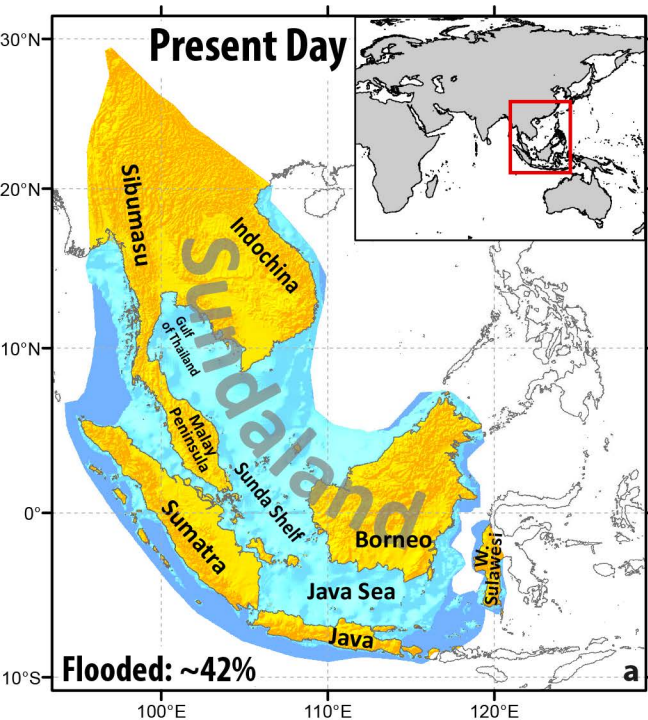 30°N
Present Day
Sibumasu
20°N
Indochina
Sundaland
Gulf
of Thailand
10°N
Malay
Peninsula
Sunda Shelf
Sumatra
0°
Borneo
W.
Sulawesi
Java Sea
Java
Flooded: ~42%
a
10°S
100°E
110°E
120°E